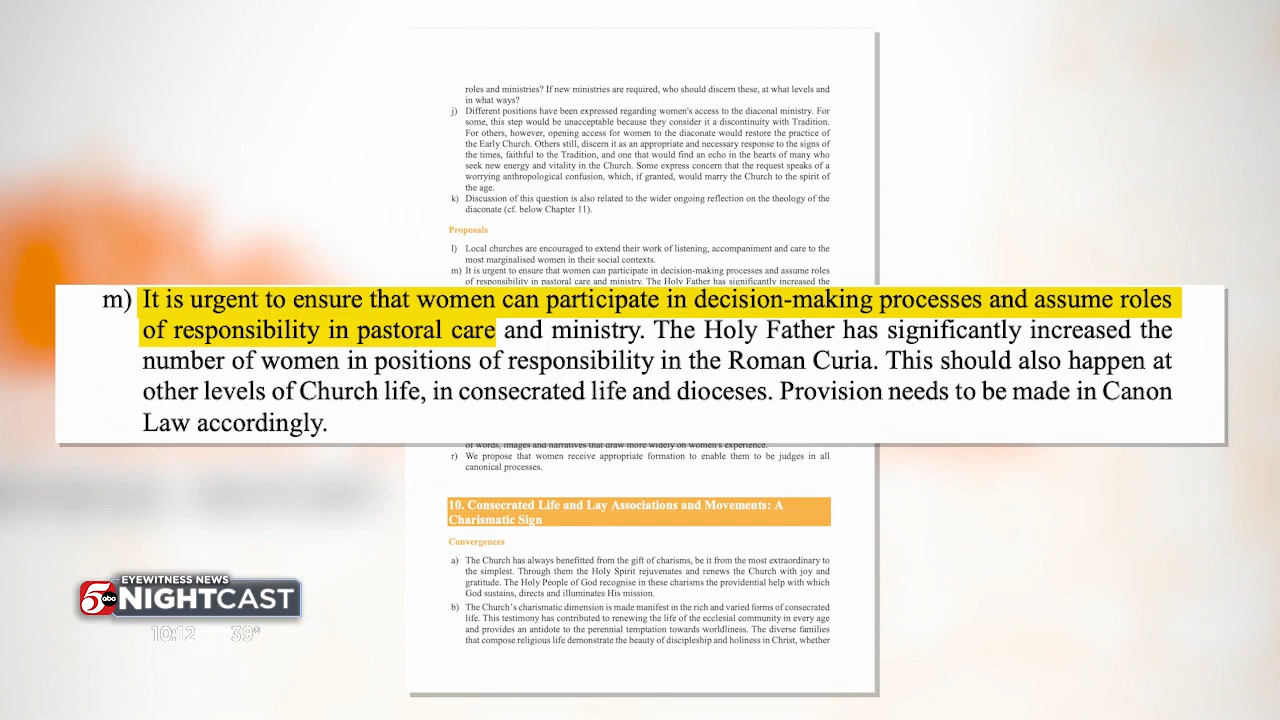 roles and ministries? If new ministries are required, who should discern these, at what levels and
in what ways?
j) Different positions have been expressed regarding women's access to the diaconal ministry. For
some, this step would be unacceptable because they consider it a discontinuity with Tradition.
For others, however, opening access for women to the diaconate would restore the practice of
the Early Church. Others still, discern it as an appropriate and necessary response to the signs of
the times, faithful to the Tradition, and one that would find an echo in the hearts of many who
seek new energy and vitality in the Church. Some express concern that the request speaks of a
worrying anthropological confusion, which, if granted, would marry the Church to the spirit of
the age.
k) Discussion of this question is also related to the wider ongoing reflection on the theology of the
diaconate (cf. below Chapter 11).
Proposals
l) Local churches are encouraged to extend their work of listening, accompaniment and care to the
most marginalised women in their social contexts.
m) It is urgent to ensure that women can participate in decision-making processes and assume roles
of responsibility in pastoral care and ministry. The Holy Father has significantly increased the
m) It is urgent to ensure that women can participate in decision-making processes and assume roles
of responsibility in pastoral care and ministry. The Holy Father has significantly increased the
number of women in positions of responsibility in the Roman Curia. This should also happen at
other levels of Church life, in consecrated life and dioceses. Provision needs to be made in Canon
Law accordingly.
of words, images and narratives that draw more widely on women's experience.
r) We propose that women receive appropriate formation to enable them to be judges in all
canonical processes.
10. Consecrated Life and Lay Associations and Movements: A
Charismatic Sign
Convergences
a) The Church has always benefitted from the gift of charisms, be it from the most extraordinary to
the simplest. Through them the Holy Spirit rejuvenates and renews the Church with joy and
gratitude. The Holy People of God recognise in these charisms the providential help with which
God sustains, directs and illuminates His mission.
b) The Church's charismatic dimension is made manifest in the rich and varied forms of consecrated
life. This testimony has contributed to renewing the life of the ecclesial community in every age
and provides an antidote to the perennial temptation towards worldliness. The diverse families
that compose religious life demonstrate the beauty of discipleship and holiness in Christ, whether
EYEWITNESS NEWS
5 abc NIGHTCAST
10:12 39°